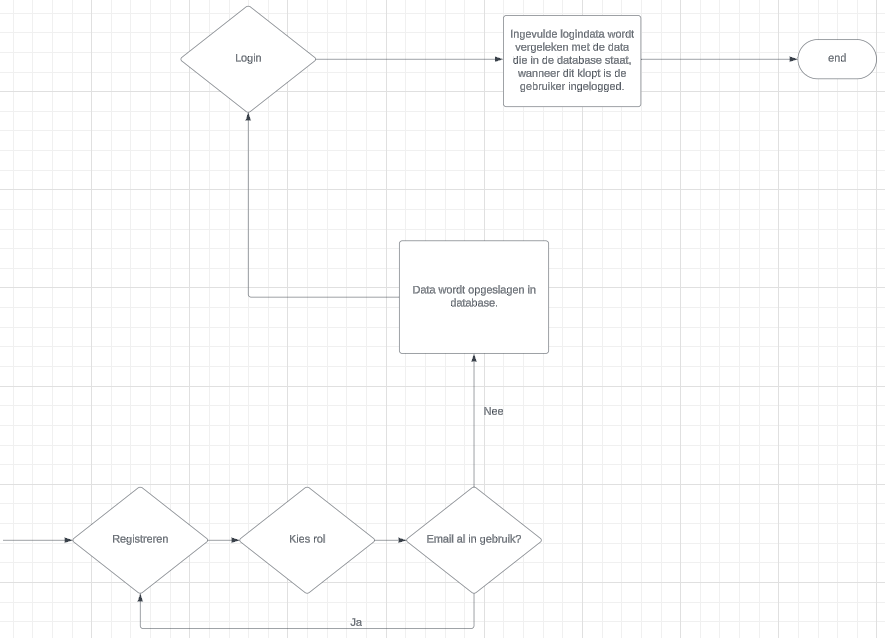 Login
Ingevulde logindata wordt
vergeleken met de data
die in de database staat,
wanneer dit klopt is de
gebruiker ingelogged.
end
Data wordt opgeslagen in
database.
Nee
Registreren
Kies rol
Email al in gebruik?
Ja